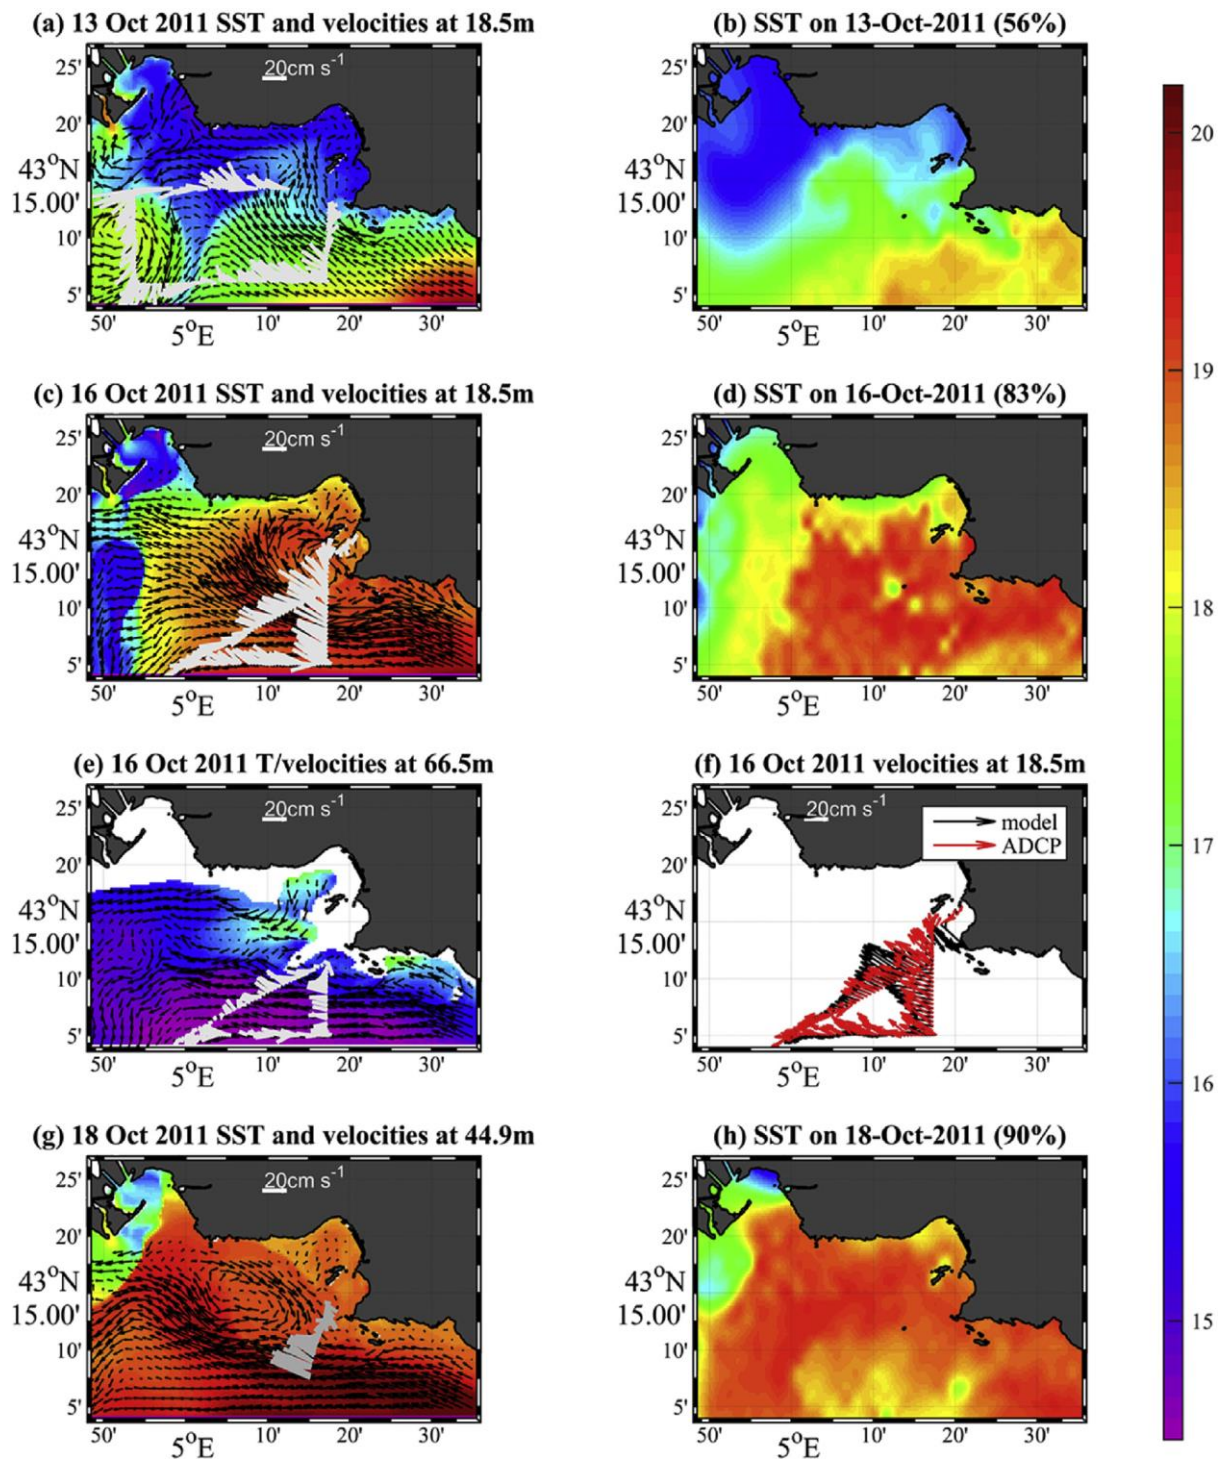 (a) 13 Oct 2011 SST and velocities at 18.5m
20cm s⁻¹
25'
20'
43°N
15.00'
10'
5'
50'
5°E
10'
20'
30'
(b) SST on 13-Oct-2011 (56%)
25'
20'
43°N
15.00'
10'
5'
50'
5°E
10'
20'
30'
(c) 16 Oct 2011 SST and velocities at 18.5m
20cm s⁻¹
25'
20'
43°N
15.00'
10'
5'
50'
5°E
10'
20'
30'
(d) SST on 16-Oct-2011 (83%)
25'
20'
43°N
15.00'
10'
5'
50'
5°E
10'
20'
30'
(e) 16 Oct 2011 T/velocities at 66.5m
20cm s⁻¹
25'
20'
43°N
15.00'
10'
5'
50'
5°E
10'
20'
30'
(f) 16 Oct 2011 velocities at 18.5m
20cm s⁻¹
model
ADCP
25'
20'
43°N
15.00'
10'
5'
50'
5°E
10'
20'
30'
(g) 18 Oct 2011 SST and velocities at 44.9m
20cm s⁻¹
25'
20'
43°N
15.00'
10'
5'
50'
5°E
10'
20'
30'
(h) SST on 18-Oct-2011 (90%)
25'
20'
43°N
15.00'
10'
5'
50'
5°E
10'
20'
30'
20
19
18
17
16
15